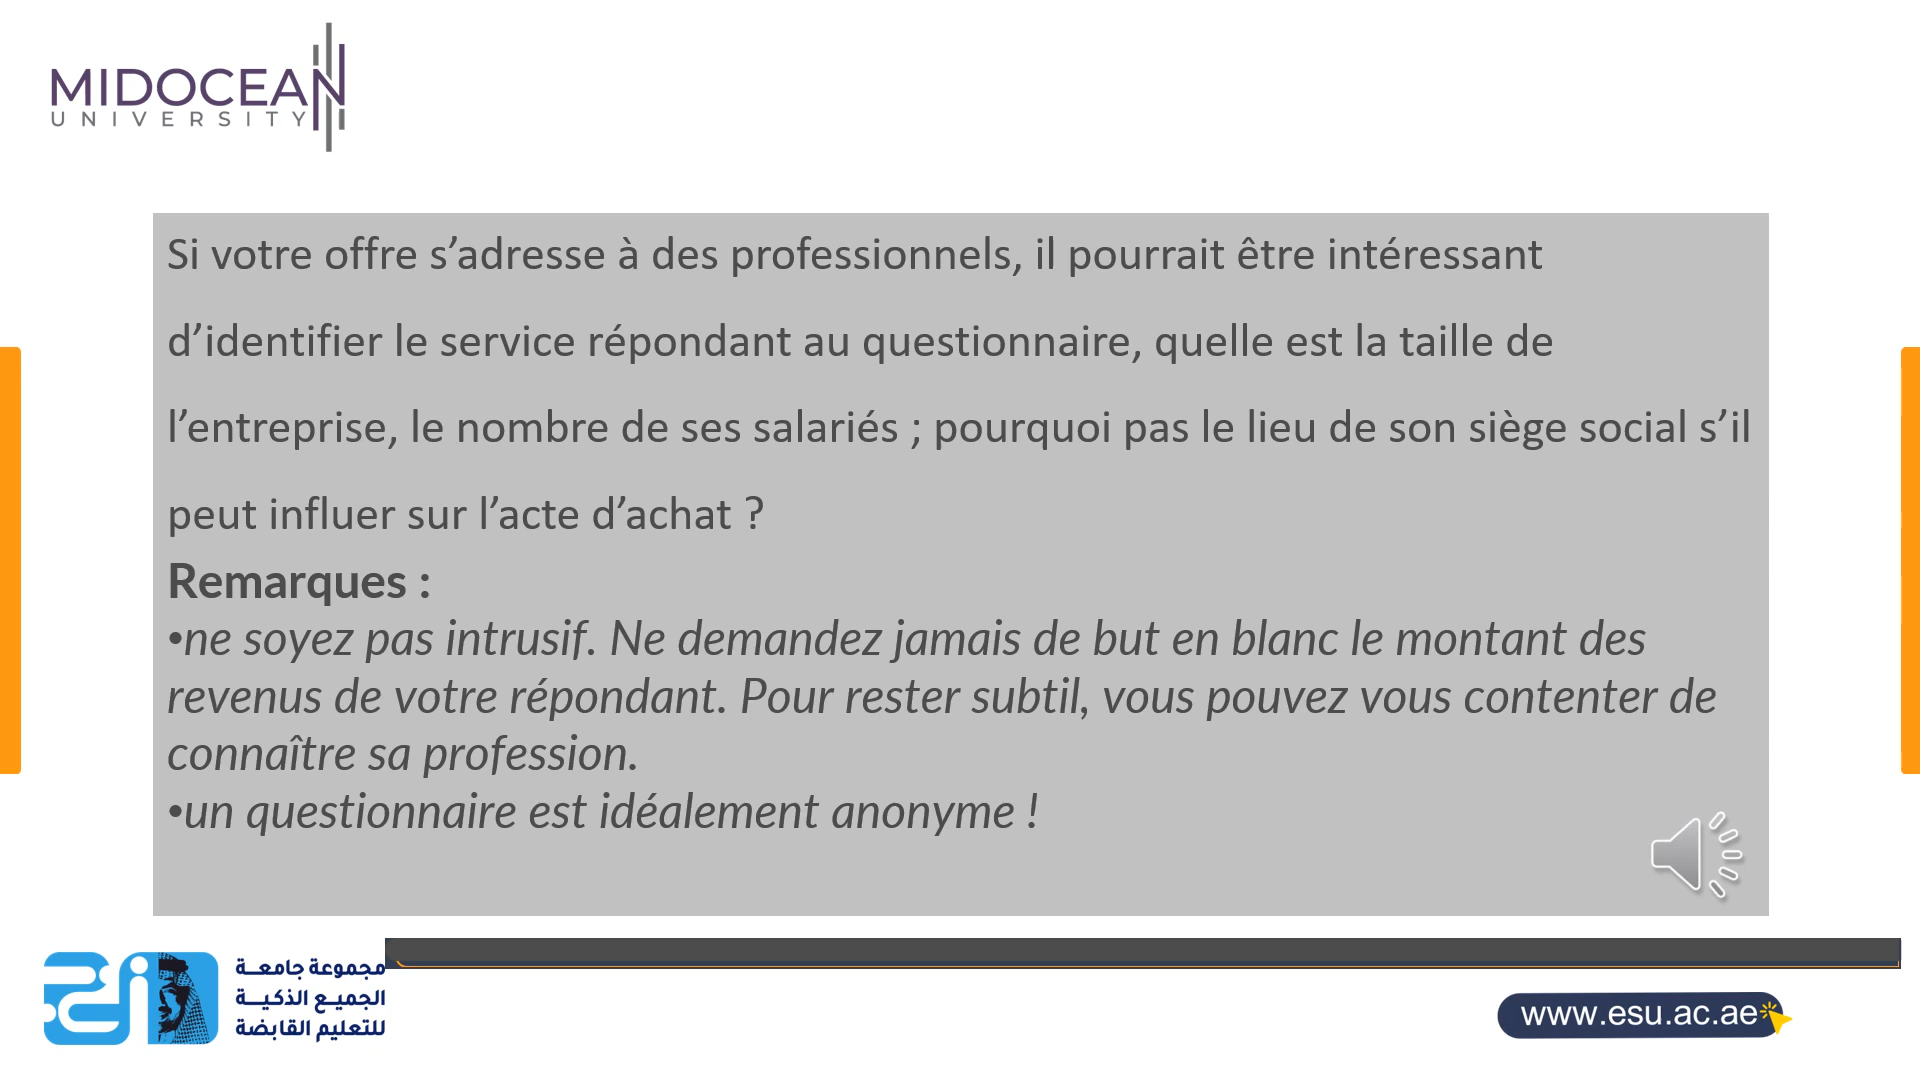 MIDOCEAN
UNIVERSITY
Si votre offre s’adresse à des professionnels, il pourrait être intéressant
d’identifier le service répondant au questionnaire, quelle est la taille de
l’entreprise, le nombre de ses salariés ; pourquoi pas le lieu de son siège social s’il
peut influer sur l’acte d’achat ?
Remarques :
•ne soyez pas intrusif. Ne demandez jamais de but en blanc le montant des
revenus de votre répondant. Pour rester subtil, vous pouvez vous contenter de
connaître sa profession.
•un questionnaire est idéalement anonyme !
مجموعة جامعـة
الجميـع الذكيـة
للتعليم القابضة
www.esu.ac.ae